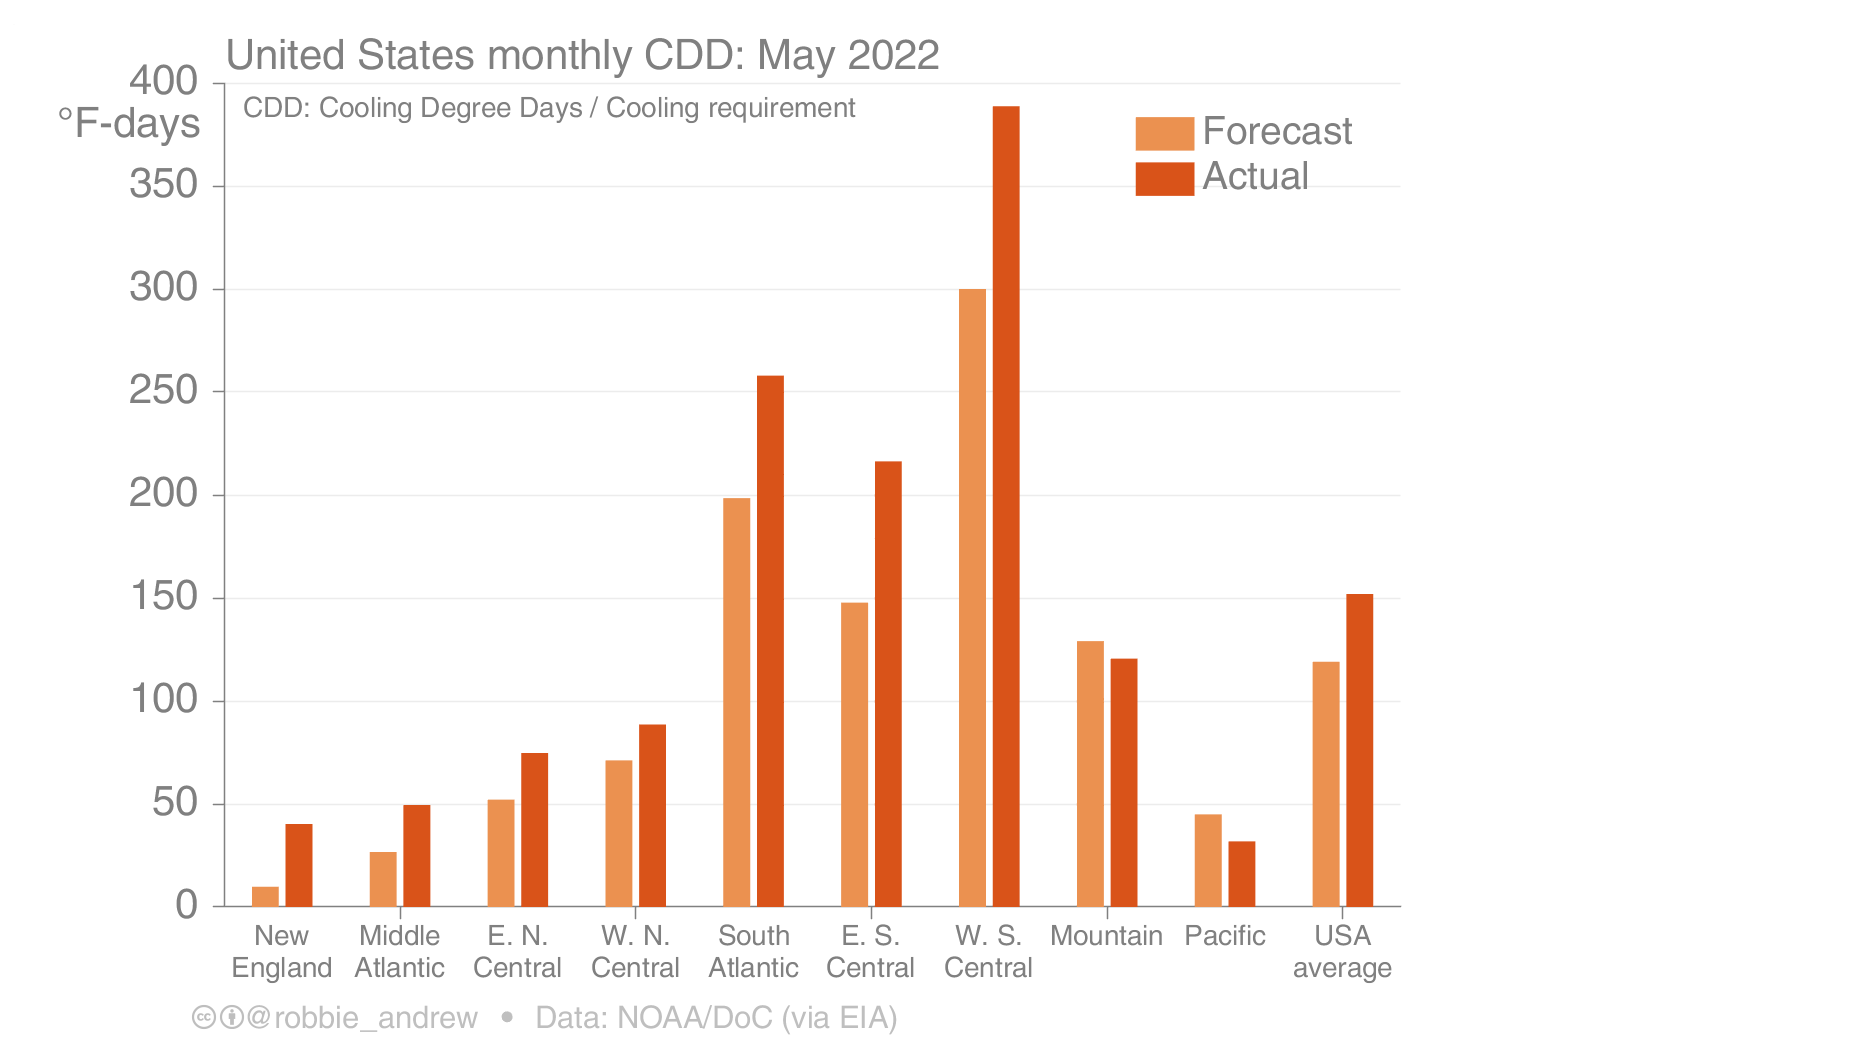 United States monthly CDD: May 2022
400
°F-days
CDD: Cooling Degree Days / Cooling requirement
Forecast
Actual
350
300
250
200
150
100
50
0
New England
Middle Atlantic
E. N. Central
W. N. Central
South Atlantic
E. S. Central
W. S. Central
Mountain
Pacific
USA average
cc @robbie_andrew • Data: NOAA/DoC (via EIA)